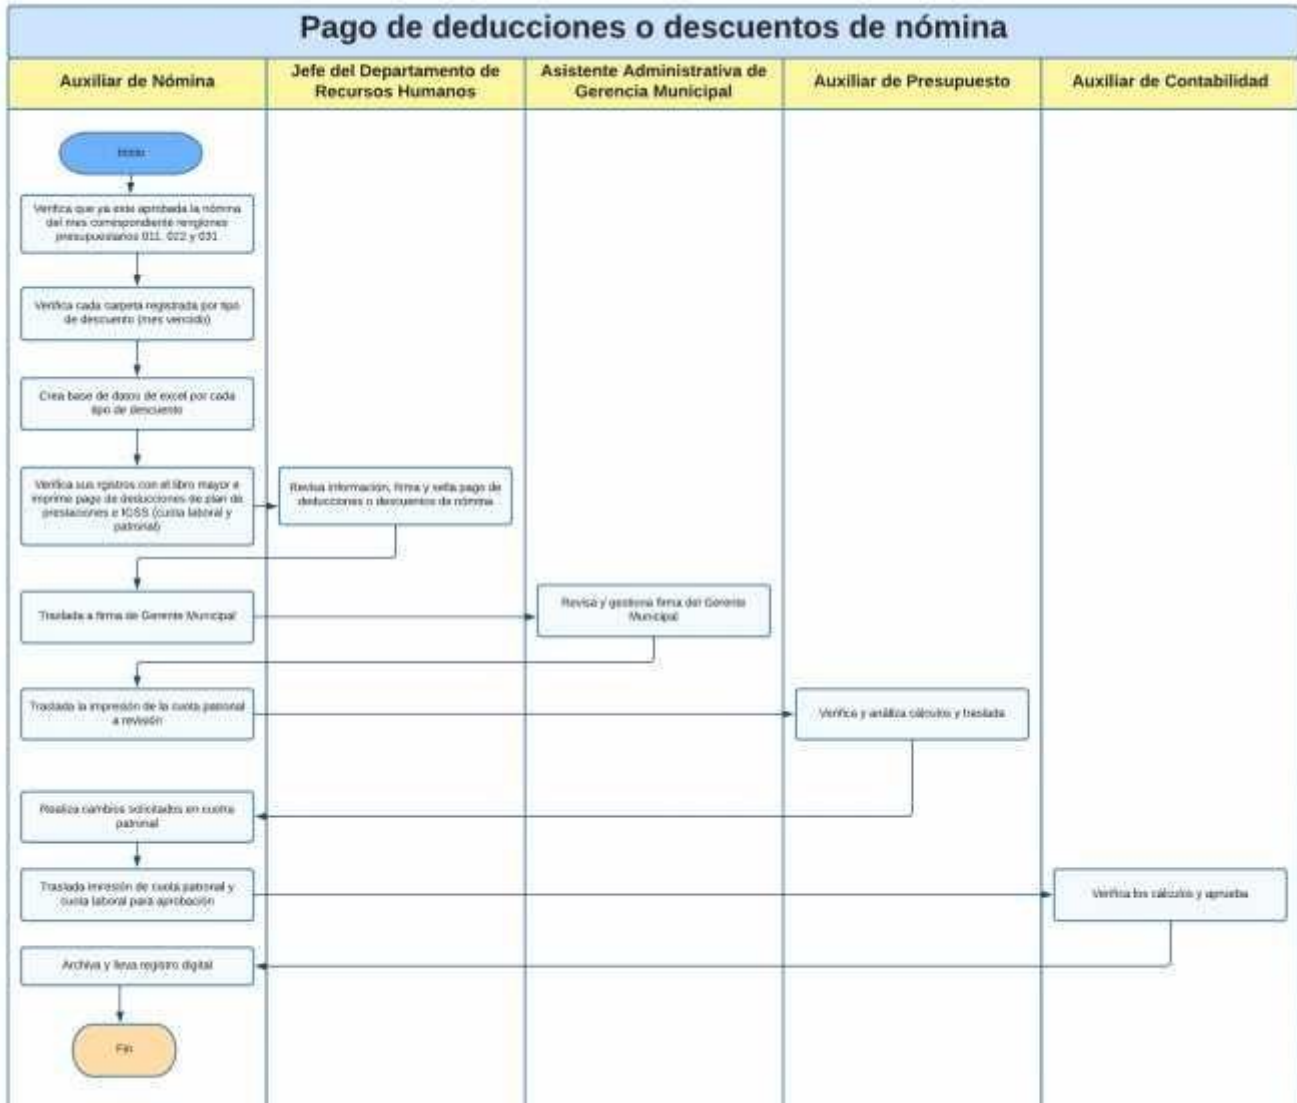 Pago de deducciones o descuentos de nómina
Auxiliar de Nómina
Jefe del Departamento de
Recursos Humanos
Asistente Administrativa de
Gerencia Municipal
Auxiliar de Presupuesto
Auxiliar de Contabilidad
Inicio
Verifica que ya este aprobada la nómina
del mes correspondiente renglones
presupuestarios 011, 022 y 031
Verifica cada carpeta registrada por tipo
de descuento (mes vencido)
Crea base de datos de excel por cada
tipo de descuento
Verifica sus rgistros con el libro mayor e
imprime pago de deducciones de plan de
prestaciones e IGSS (cuota laboral y
patronal)
Revisa información, firma y sella pago de
deducciones o descuentos de nómina
Traslada a firma de Gerente Municipal
Revisa y gestiona firma del Gerente
Municipal
Traslada la impresión de la cuota patronal
a revisión
Verifica y análiza cálculos y traslada
Realiza cambios solicitados en cuota
patronal
Traslada imresión de cuota patronal y
cuota laboral para aprobación
Verifica los cálculos y aprueba
Archiva y lleva registro digital
Fin